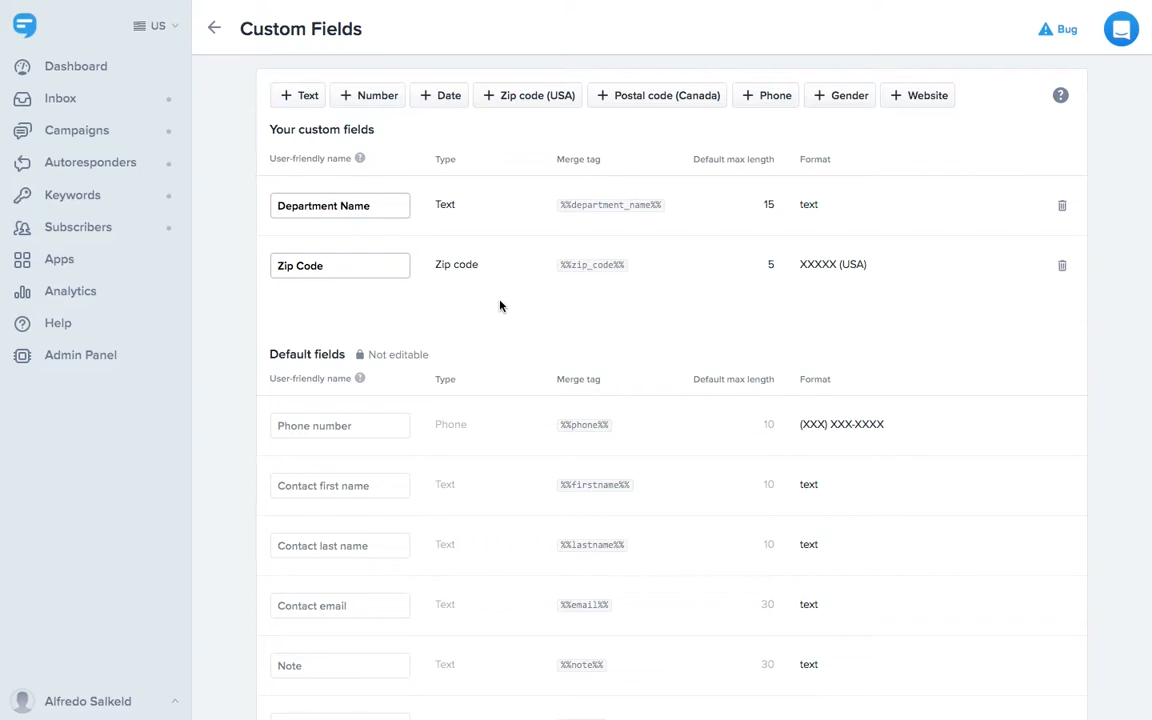 US
Custom Fields
Bug
Dashboard
Inbox
Campaigns
Autoresponders
Keywords
Subscribers
Apps
Analytics
Help
Admin Panel
Alfredo Salkeld
+ Text + Number + Date + Zip code (USA) + Postal code (Canada) + Phone + Gender + Website ?
Your custom fields
User-friendly name ? Type Merge tag Default max length Format
Department Name Text %%department_name%% 15 text
Zip Code Zip code %%zip_code%% 5 XXXXX (USA)
Default fields Not editable
User-friendly name ? Type Merge tag Default max length Format
Phone number Phone %%phone%% 10 (XXX) XXX-XXXX
Contact first name Text %%firstname%% 10 text
Contact last name Text %%lastname%% 10 text
Contact email Text %%email%% 30 text
Note Text %%note%% 30 text